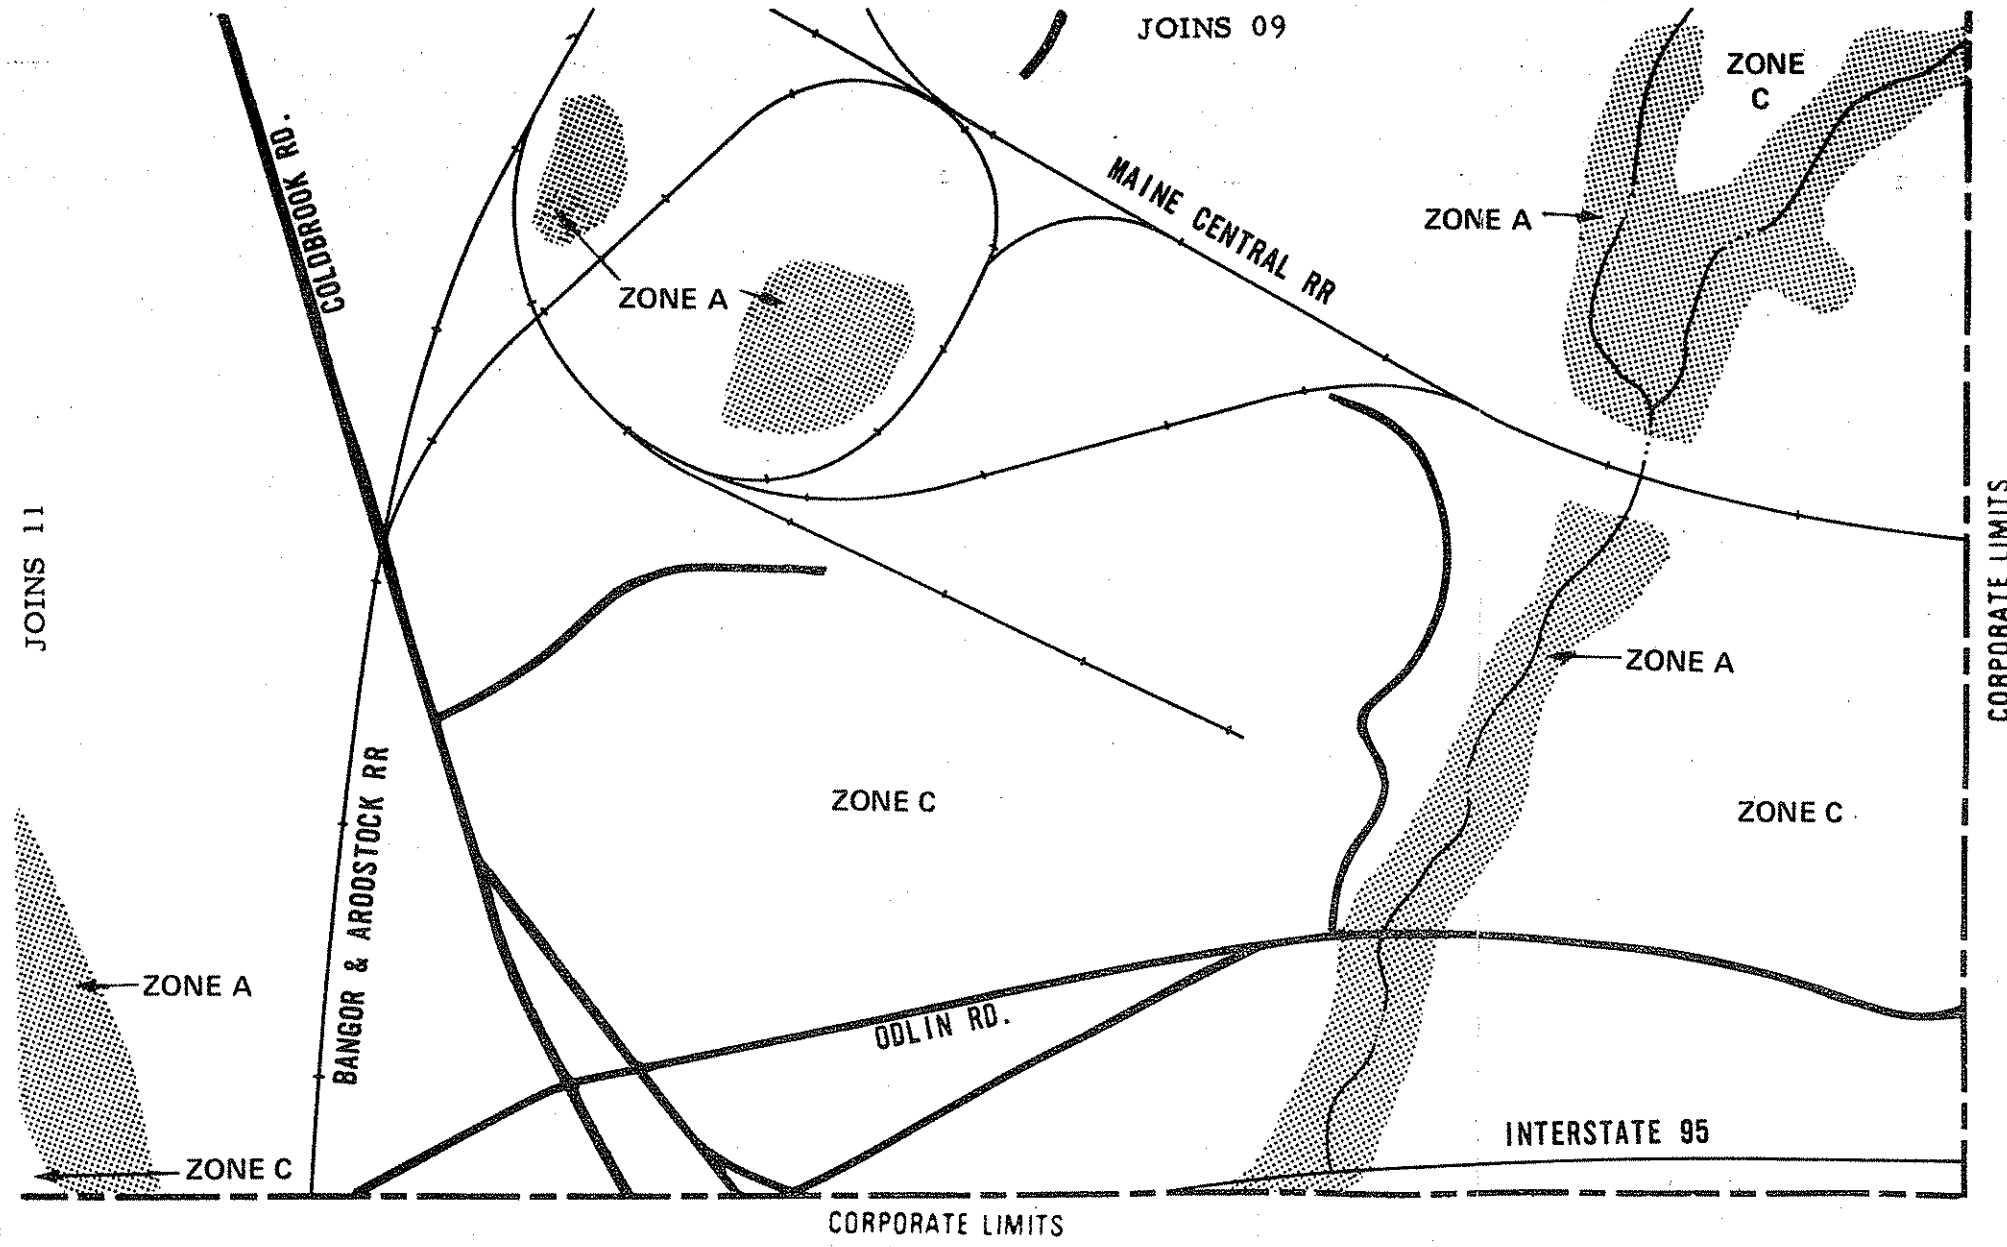 JOINS 09
ZONE
C
COLDBROOK RD.
MAINE CENTRAL RR
ZONE A
ZONE A
JOINS 11
CORPORATE LIMITS
ZONE A
ZONE C
ZONE C
BANGOR & AROOSTOCK RR
ZONE A
ODLIN RD.
INTERSTATE 95
ZONE C
CORPORATE LIMITS